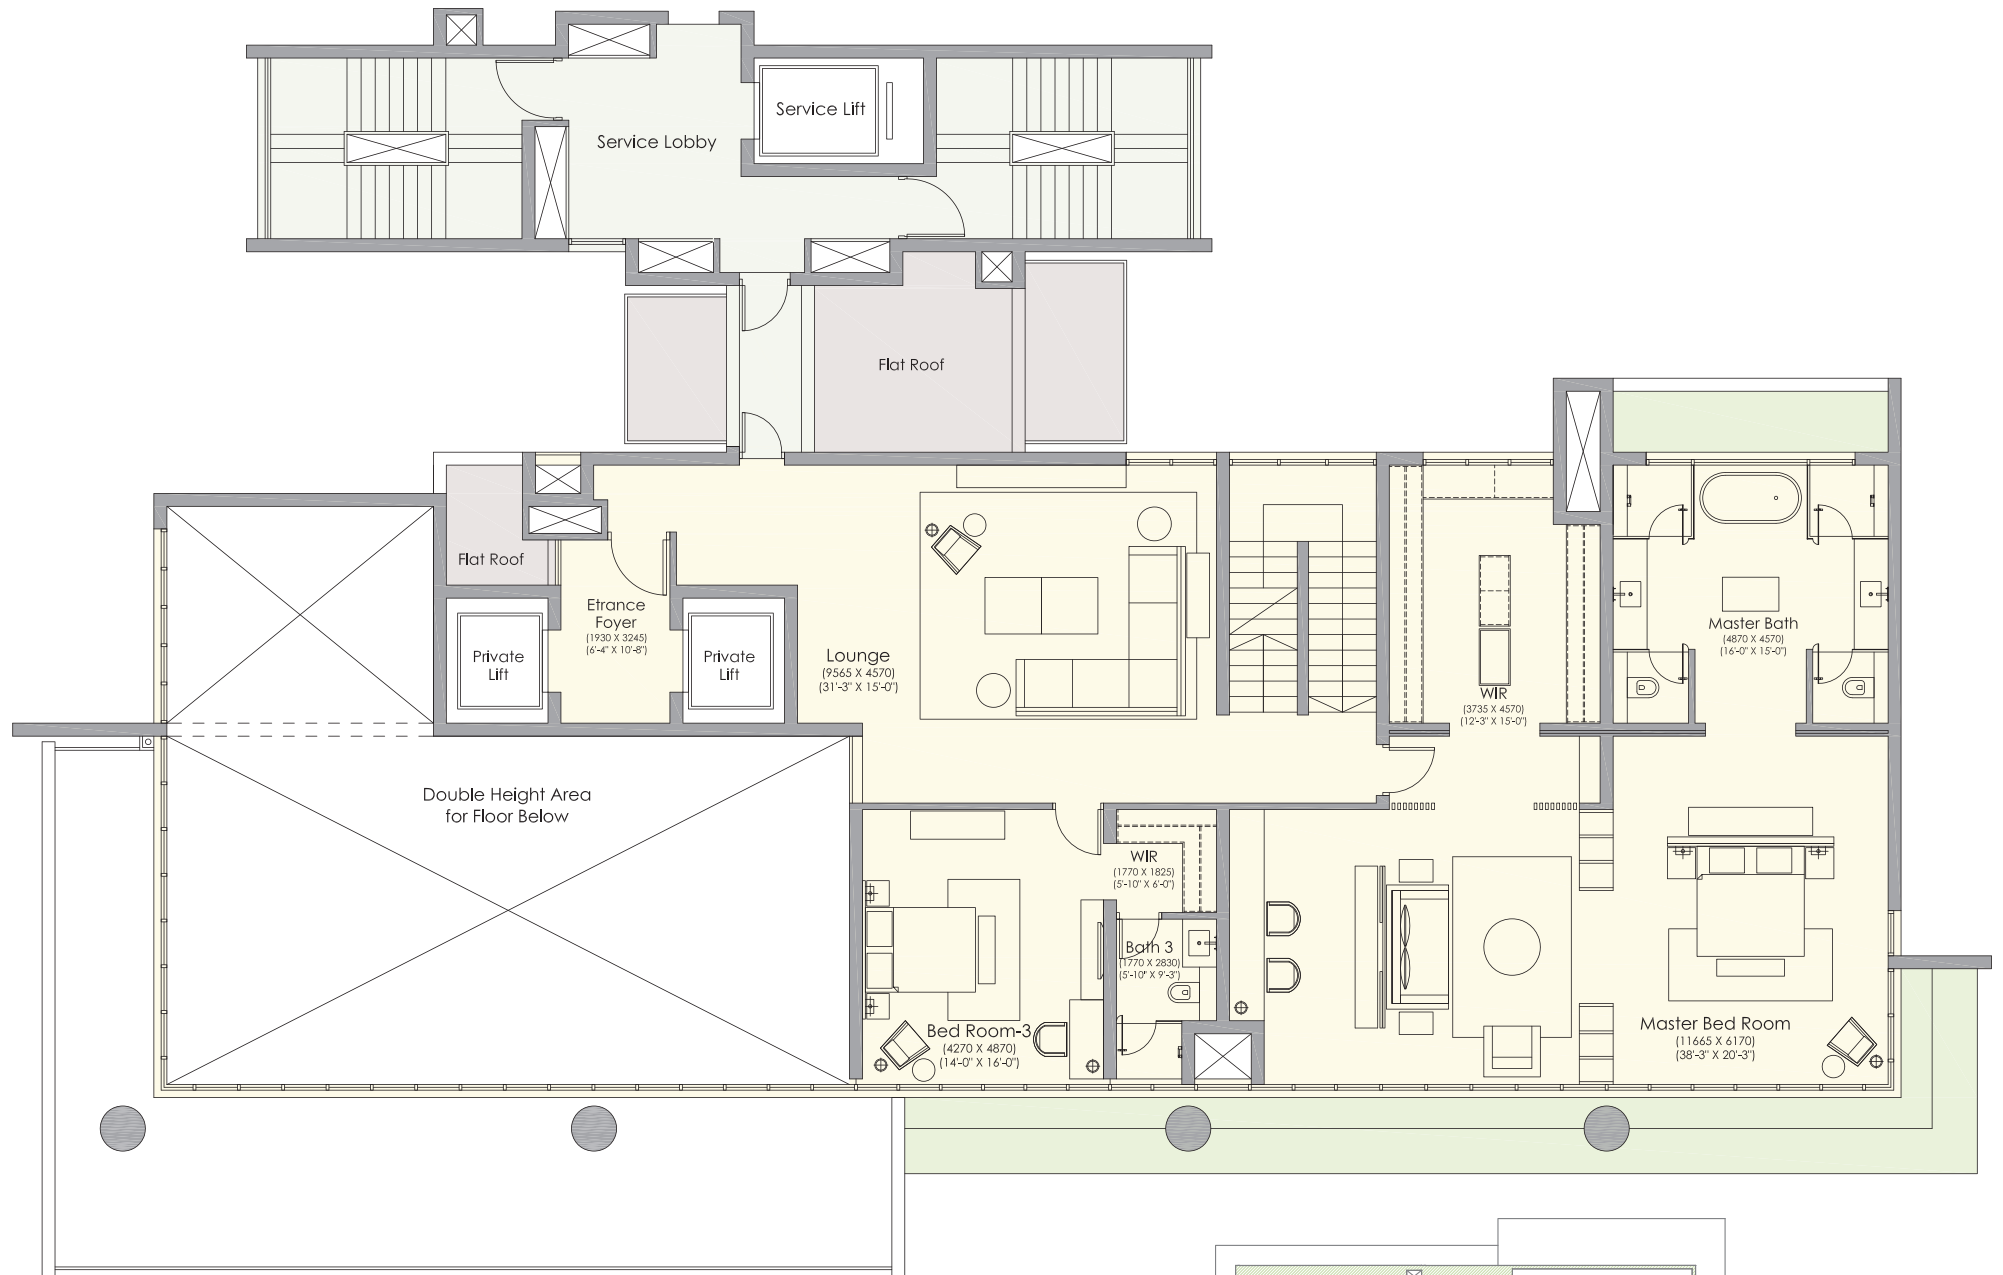 Service Lift
Service Lobby
Flat Roof
Flat Roof
Etrance
Foyer
(1930 X 3245)
(6'-4" X 10'-8")
Private
Lift
Private
Lift
Lounge
(9565 X 4570)
(31'-3" X 15'-0")
WIR
(3735 X 4570)
(12'-3" X 15'-0")
Master Bath
(4870 X 4570)
(16'-0" X 15'-0")
Double Height Area
for Floor Below
WIR
(1770 X 1825)
(5'-10" X 6'-0")
Bath 3
(1770 X 2830)
(5'-10" X 9'-3")
Bed Room-3
(4270 X 4870)
(14'-0" X 16'-0")
Master Bed Room
(11665 X 6170)
(38'-3" X 20'-3")